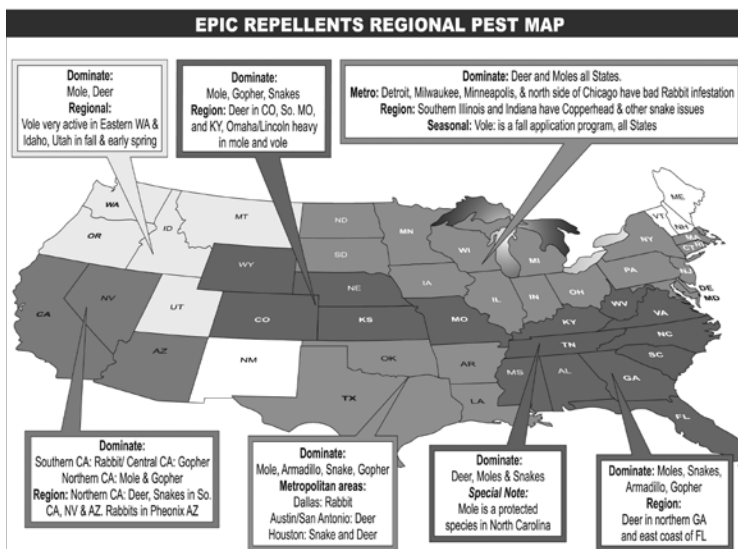 EPIC REPELLENTS REGIONAL PEST MAP
Dominate:
Mole, Deer
Regional:
Vole very active in Eastern WA &
Idaho, Utah in fall & early spring
Dominate:
Mole, Gopher, Snakes
Region: Deer in CO, So. MO,
and KY, Omaha/Lincoln heavy
in mole and vole
Dominate: Deer and Moles all States.
Metro: Detroit, Milwaukee, Minneapolis, & north side of Chicago have bad Rabbit infestation
Region: Southern Illinois and Indiana have Copperhead & other snake issues
Seasonal: Vole: is a fall application program, all States
WA
OR
ID
MT
WY
CA
NV
UT
AZ
CO
NM
ND
SD
NE
KS
OK
TX
MN
IA
MO
AR
LA
WI
IL
MI
IN
OH
KY
TN
MS
AL
GA
FL
SC
NC
VA
WV
PA
NY
VT
NH
ME
MA
CT
RI
NJ
DE
MD
Dominate:
Southern CA: Rabbit/ Central CA: Gopher
Northern CA: Mole & Gopher
Region: Northern CA: Deer, Snakes in So.
CA, NV & AZ. Rabbits in Pheonix AZ
Dominate:
Mole, Armadillo, Snake, Gopher
Metropolitan areas:
Dallas: Rabbit
Austin/San Antonio: Deer
Houston: Snake and Deer
Dominate:
Deer, Moles & Snakes
Special Note:
Mole is a protected
species in North Carolina
Dominate: Moles, Snakes,
Armadillo, Gopher
Region:
Deer in northern GA
and east coast of FL